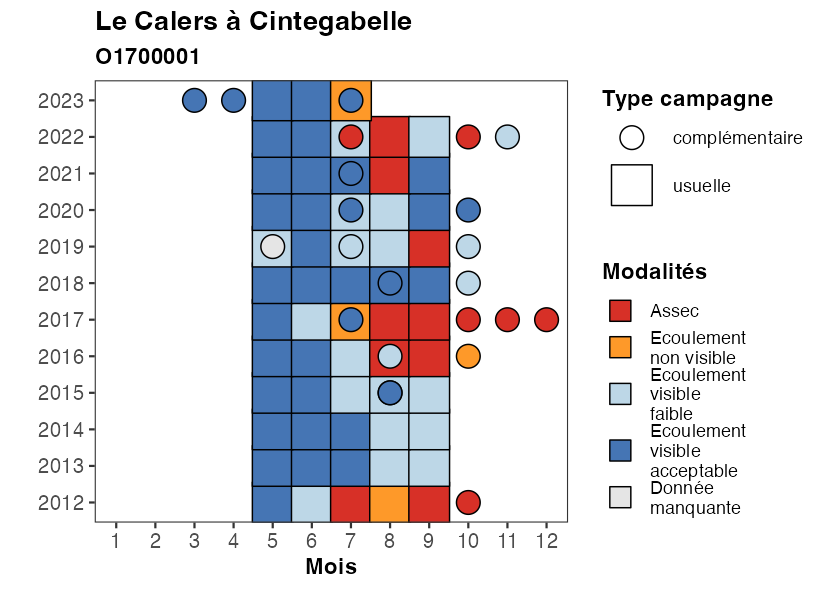 Le Calers à Cintegabelle
O1700001
2023
2022
2021
2020
2019
2018
2017
2016
2015
2014
2013
2012
1 2 3 4 5 6 7 8 9 10 11 12
Mois
Type campagne
complémentaire
usuelle
Modalités
Assec
Ecoulement
non visible
Ecoulement
visible
faible
Ecoulement
visible
acceptable
Donnée
manquante